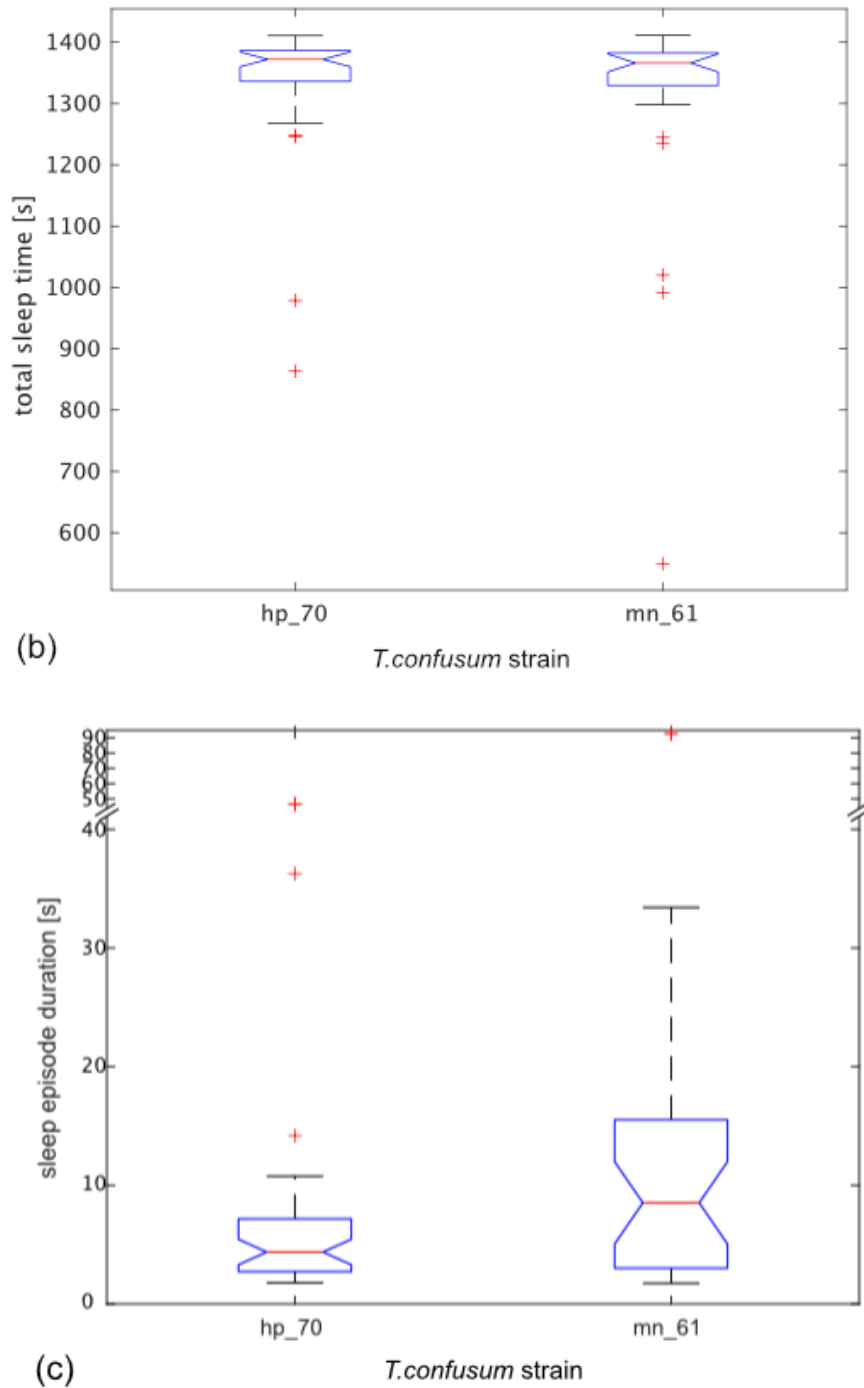 1400
1300
1200
1100
1000
900
800
700
600
total sleep time [s]
hp_70 mn_61
(b)
T.confusum strain
90
80
70
60
50
40
30
20
10
0
sleep episode duration [s]
hp_70 mn_61
(c)
T.confusum strain